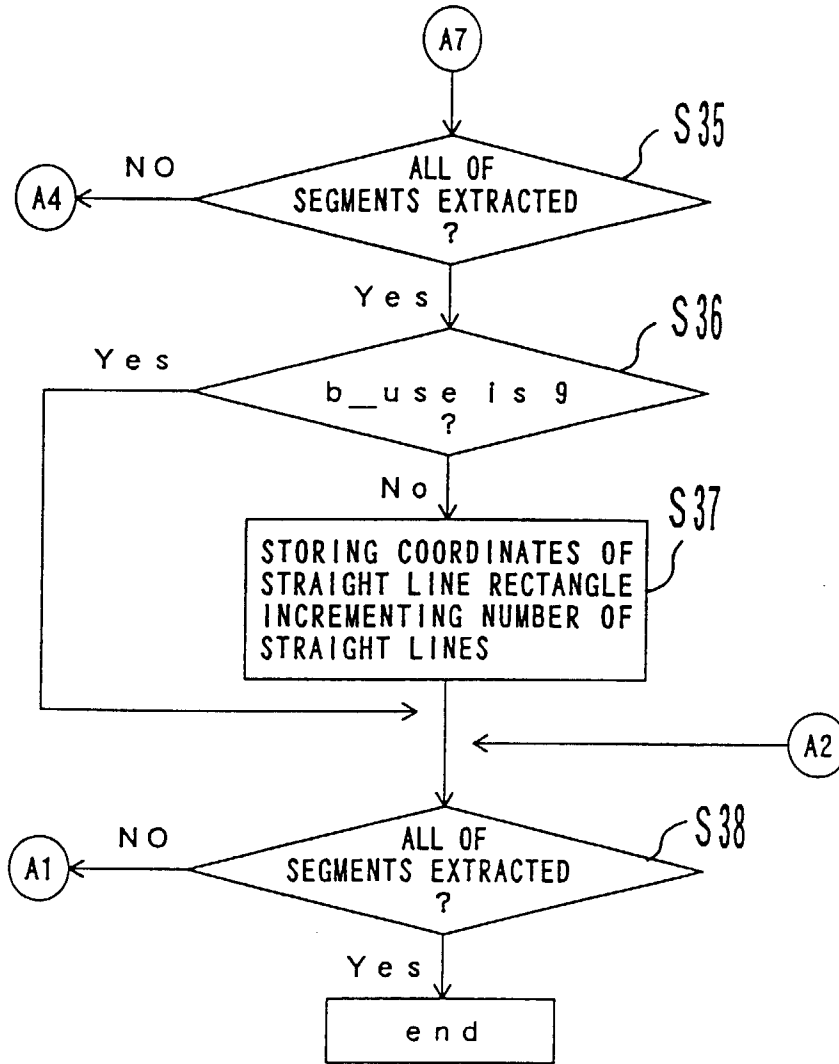 A7
S35
NO
ALL OF
SEGMENTS EXTRACTED
?
A4
Yes
S36
Yes
b_use is 9
?
No
S37
STORING COORDINATES OF
STRAIGHT LINE RECTANGLE
INCREMENTING NUMBER OF
STRAIGHT LINES
A2
S38
NO
ALL OF
SEGMENTS EXTRACTED
?
A1
Yes
end